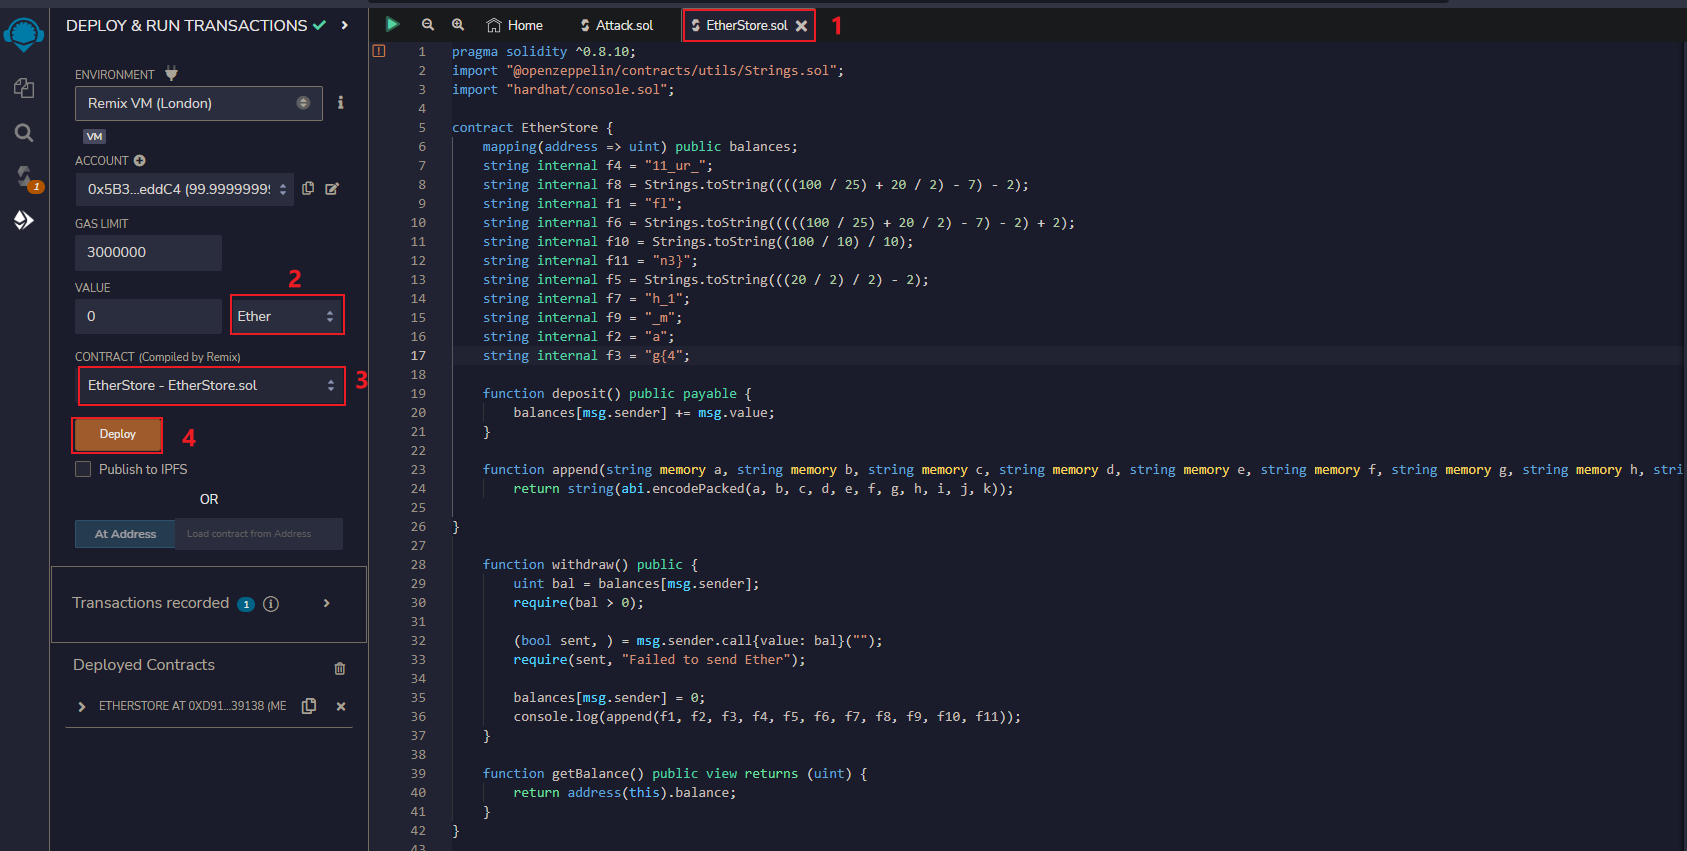 DEPLOY & RUN TRANSACTIONS
ENVIRONMENT
Remix VM (London)
VM
ACCOUNT
0x5B3...eddC4 (99.9999999
GAS LIMIT
3000000
VALUE
2
0
Ether
CONTRACT (Compiled by Remix)
EtherStore - EtherStore.sol
3
Deploy
4
Publish to IPFS
OR
At Address
Load contract from Address
Transactions recorded 1
Deployed Contracts
ETHERSTORE AT 0XD91...39138 (ME
1
Home
Attack.sol
EtherStore.sol
1
1 pragma solidity ^0.8.10;
2 import "@openzeppelin/contracts/utils/Strings.sol";
3 import "hardhat/console.sol";
4
5 contract EtherStore {
6 mapping(address => uint) public balances;
7 string internal f4 = "11_ur_";
8 string internal f8 = Strings.toString((((100 / 25) + 20 / 2) - 7) - 2);
9 string internal f1 = "fl";
10 string internal f6 = Strings.toString(((((100 / 25) + 20 / 2) - 7) - 2) + 2);
11 string internal f10 = Strings.toString((100 / 10) / 10);
12 string internal f11 = "n3}";
13 string internal f5 = Strings.toString(((20 / 2) / 2) - 2);
14 string internal f7 = "h_1";
15 string internal f9 = "_m";
16 string internal f2 = "a";
17 string internal f3 = "g{4";
18
19 function deposit() public payable {
20 balances[msg.sender] += msg.value;
21 }
22
23 function append(string memory a, string memory b, string memory c, string memory d, string memory e, string memory f, string memory g, string memory h, stri
24 return string(abi.encodePacked(a, b, c, d, e, f, g, h, i, j, k));
25
26 }
27
28 function withdraw() public {
29 uint bal = balances[msg.sender];
30 require(bal > 0);
31
32 (bool sent, ) = msg.sender.call{value: bal}("");
33 require(sent, "Failed to send Ether");
34
35 balances[msg.sender] = 0;
36 console.log(append(f1, f2, f3, f4, f5, f6, f7, f8, f9, f10, f11));
37 }
38
39 function getBalance() public view returns (uint) {
40 return address(this).balance;
41 }
42 }
43